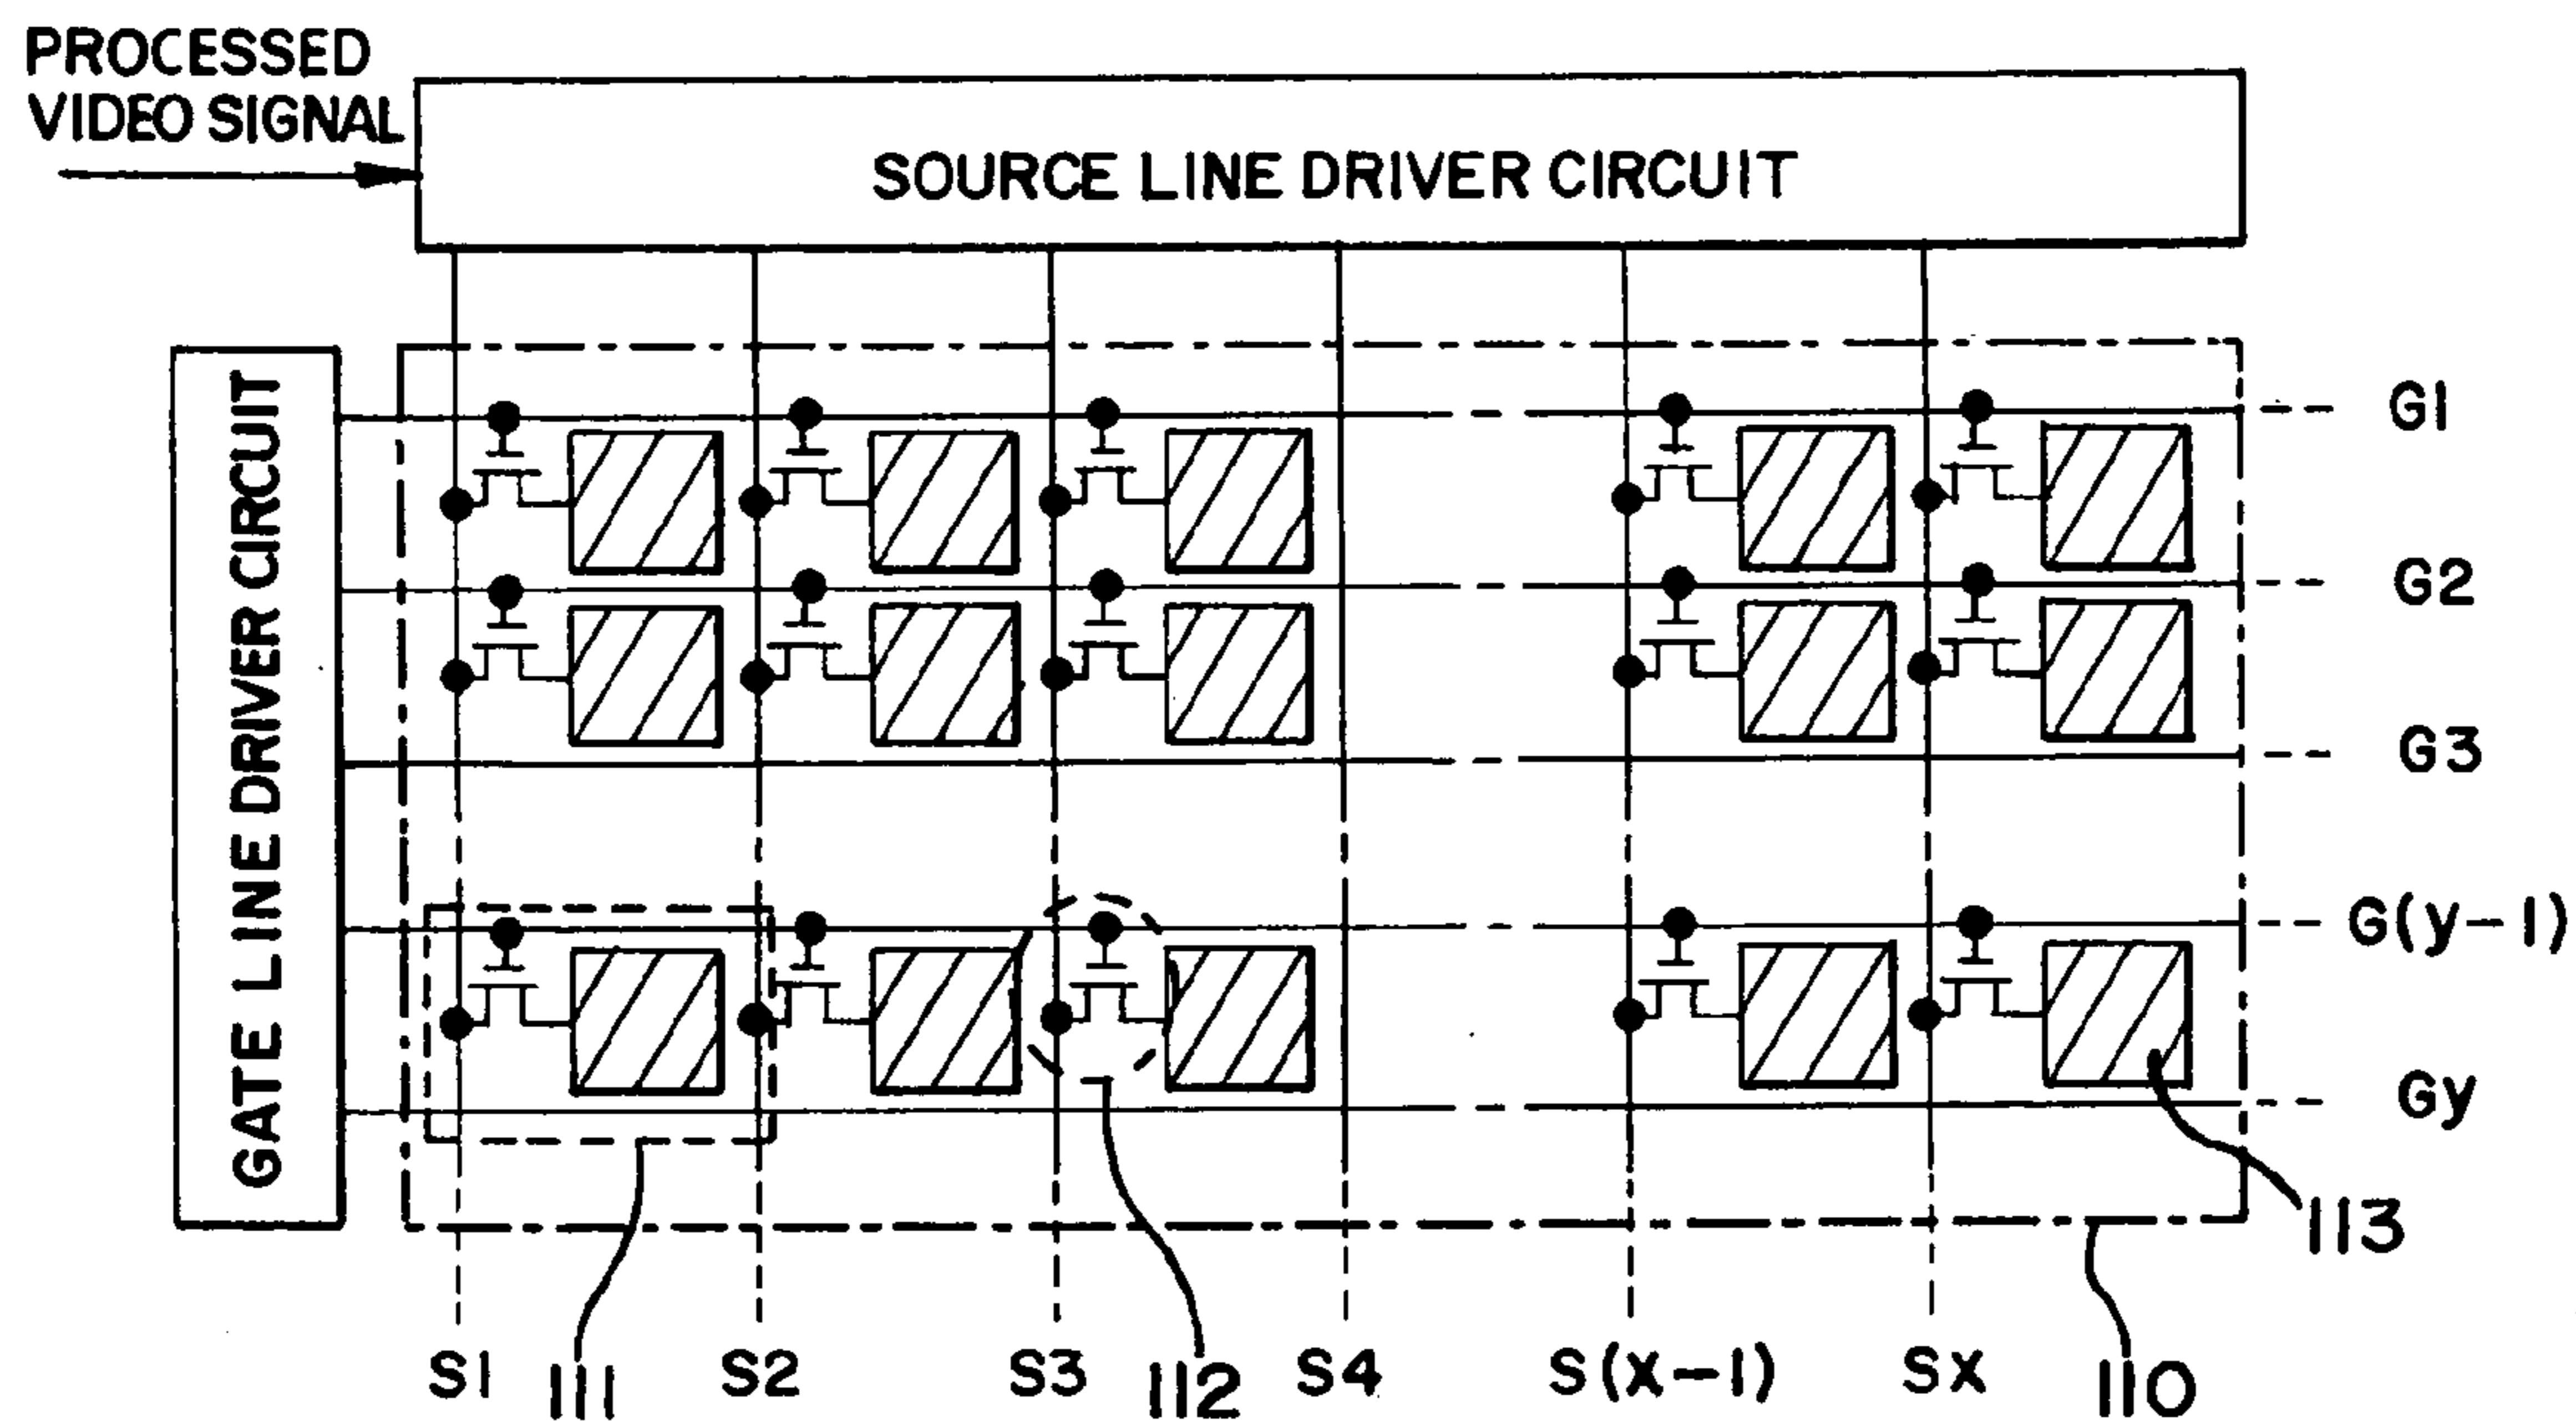 PROCESSED
VIDEO SIGNAL
SOURCE LINE DRIVER CIRCUIT
GATE LINE DRIVER CIRCUIT
G1
G2
G3
G(y-1)
Gy
113
S1
111
S2
S3
112
S4
S(x-1)
Sx
110